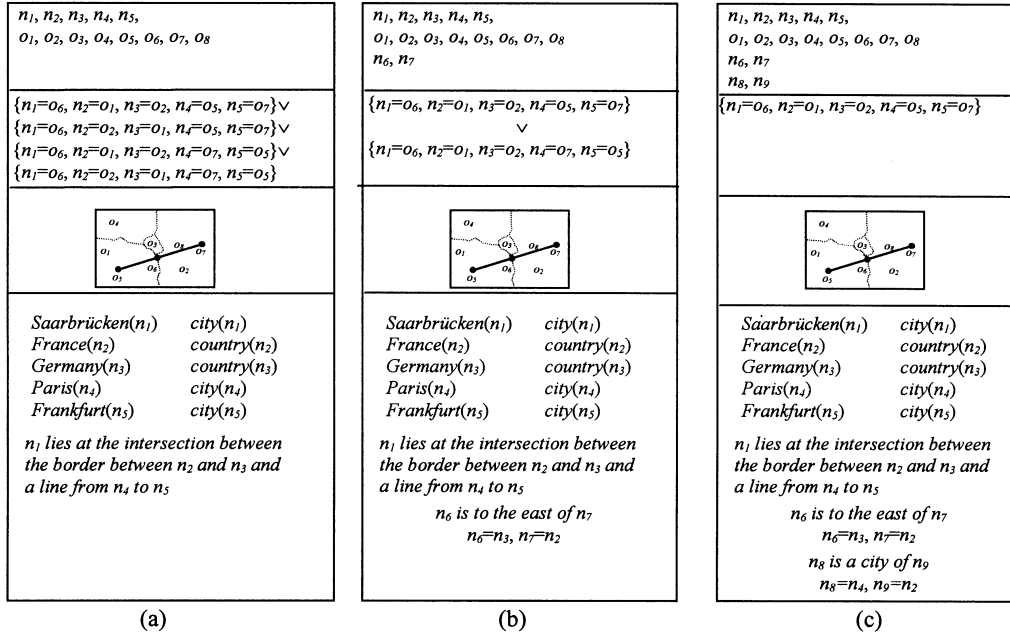 n1, n2, n3, n4, n5,
o1, o2, o3, o4, o5, o6, o7, o8
{n1=o6, n2=o1, n3=o2, n4=o5, n5=o7}∨
{n1=o6, n2=o2, n3=o1, n4=o5, n5=o7}∨
{n1=o6, n2=o1, n3=o2, n4=o7, n5=o5}∨
{n1=o6, n2=o2, n3=o1, n4=o7, n5=o5}
o4
o3 o8
o1 o7
o6 o2
o5
Saarbrücken(n1) city(n1)
France(n2) country(n2)
Germany(n3) country(n3)
Paris(n4) city(n4)
Frankfurt(n5) city(n5)
n1 lies at the intersection between
the border between n2 and n3 and
a line from n4 to n5
(a)
n1, n2, n3, n4, n5,
o1, o2, o3, o4, o5, o6, o7, o8
n6, n7
{n1=o6, n2=o1, n3=o2, n4=o5, n5=o7}
∨
{n1=o6, n2=o1, n3=o2, n4=o7, n5=o5}
o4
o3 o8
o1 o7
o6 o2
o5
Saarbrücken(n1) city(n1)
France(n2) country(n2)
Germany(n3) country(n3)
Paris(n4) city(n4)
Frankfurt(n5) city(n5)
n1 lies at the intersection between
the border between n2 and n3 and
a line from n4 to n5
n6 is to the east of n7
n6=n3, n7=n2
(b)
n1, n2, n3, n4, n5,
o1, o2, o3, o4, o5, o6, o7, o8
n6, n7
n8, n9
{n1=o6, n2=o1, n3=o2, n4=o5, n5=o7}
o4
o3 o8
o1 o7
o6 o2
o5
Saarbrücken(n1) city(n1)
France(n2) country(n2)
Germany(n3) country(n3)
Paris(n4) city(n4)
Frankfurt(n5) city(n5)
n1 lies at the intersection between
the border between n2 and n3 and
a line from n4 to n5
n6 is to the east of n7
n6=n3, n7=n2
n8 is a city of n9
n8=n4, n9=n2
(c)